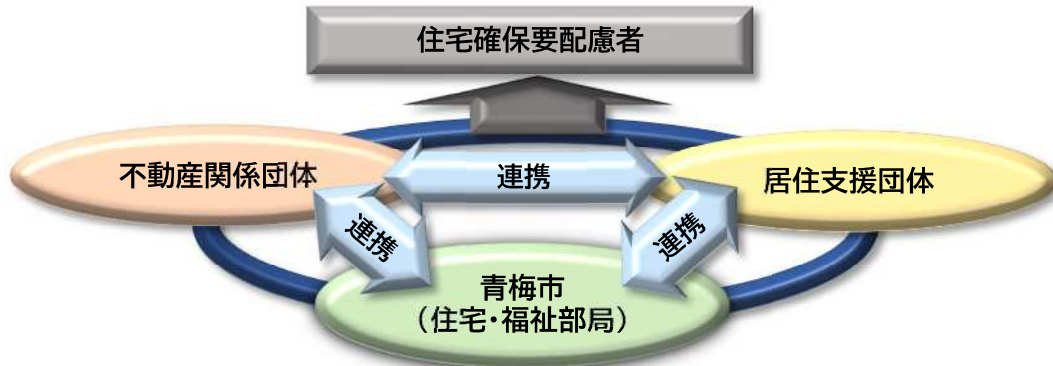 住宅確保要配慮者
不動産関係団体
連携
居住支援団体
連携
連携
青梅市
（住宅・福祉部局）